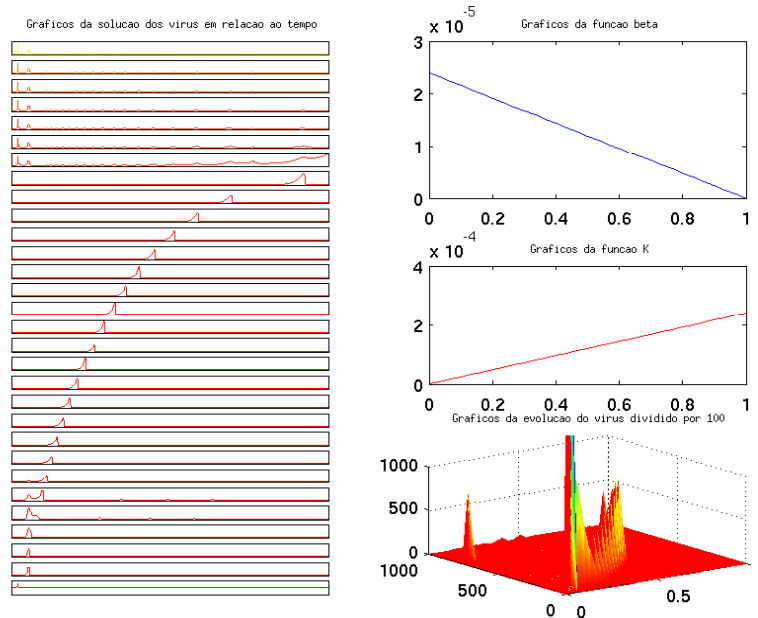 Graficos da solucao dos virus em relacao ao tempo
Graficos da funcao beta
x 10^-5
3
2
1
0
0 0.2 0.4 0.6 0.8 1
Graficos da funcao K
x 10^-4
4
2
0
0 0.2 0.4 0.6 0.8 1
Graficos da evolucao do virus dividido por 100
1000
500
0
1000
500
0
0
0.5